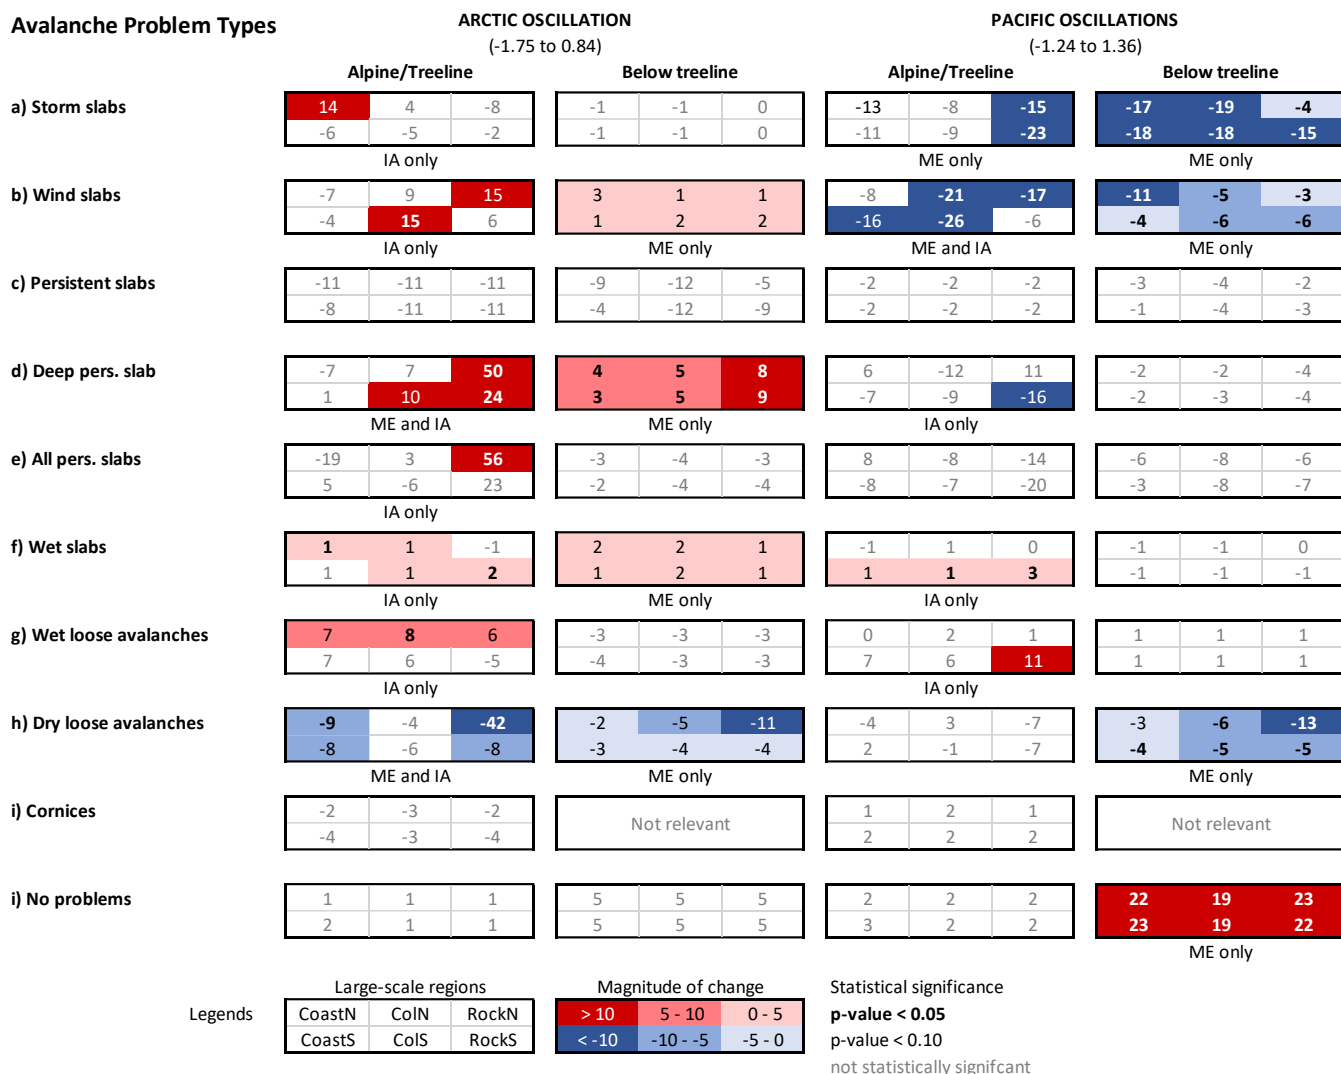 Avalanche Problem Types ARCTIC OSCILLATION PACIFIC OSCILLATIONS
(-1.75 to 0.84) (-1.24 to 1.36)
Alpine/Treeline Below treeline Alpine/Treeline Below treeline
a) Storm slabs 14 4 -8 -1 -1 0 -13 -8 -15 -17 -19 -4
-6 -5 -2 -1 -1 0 -11 -9 -23 -18 -18 -15
IA only ME only ME only
b) Wind slabs -7 9 15 3 1 1 -8 -21 -17 -11 -5 -3
-4 15 6 1 2 2 -16 -26 -6 -4 -6 -6
IA only ME only ME and IA ME only
c) Persistent slabs -11 -11 -11 -9 -12 -5 -2 -2 -2 -3 -4 -2
-8 -11 -11 -4 -12 -9 -2 -2 -2 -1 -4 -3
d) Deep pers. slab -7 7 50 4 5 8 6 -12 11 -2 -2 -4
1 10 24 3 5 9 -7 -9 -16 -2 -3 -4
ME and IA ME only IA only
e) All pers. slabs -19 3 56 -3 -4 -3 8 -8 -14 -6 -8 -6
5 -6 23 -2 -4 -4 -8 -7 -20 -3 -8 -7
IA only
f) Wet slabs 1 1 -1 2 2 1 -1 1 0 -1 -1 0
1 1 2 1 2 1 1 1 3 -1 -1 -1
IA only ME only IA only
g) Wet loose avalanches 7 8 6 -3 -3 -3 0 2 1 1 1 1
7 6 -5 -4 -3 -3 7 6 11 1 1 1
IA only IA only
h) Dry loose avalanches -9 -4 -42 -2 -5 -11 -4 3 -7 -3 -6 -13
-8 -6 -8 -3 -4 -4 2 -1 -7 -4 -5 -5
ME and IA ME only ME only
i) Cornices -2 -3 -2 Not relevant 1 2 1 Not relevant
-4 -3 -4 2 2 2
i) No problems 1 1 1 5 5 5 2 2 2 22 19 23
2 1 1 5 5 5 3 2 2 23 19 22
ME only
Large-scale regions Magnitude of change Statistical significance
Legends CoastN ColN RockN > 10 5 - 10 0 - 5 p-value < 0.05
CoastS ColS RockS < -10 -10 - -5 -5 - 0 p-value < 0.10
not statistically signifcant